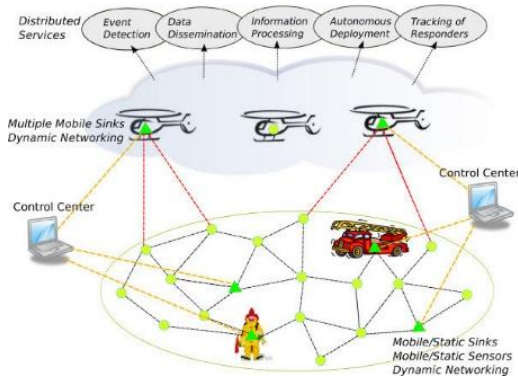 Distributed
Services
Event
Detection
Data
Dissemination
Information
Processing
Autonomous
Deployment
Tracking of
Responders
Multiple Mobile Sinks
Dynamic Networking
Control Center
Control Center
Mobile/Static Sinks
Mobile/Static Sensors
Dynamic Networking